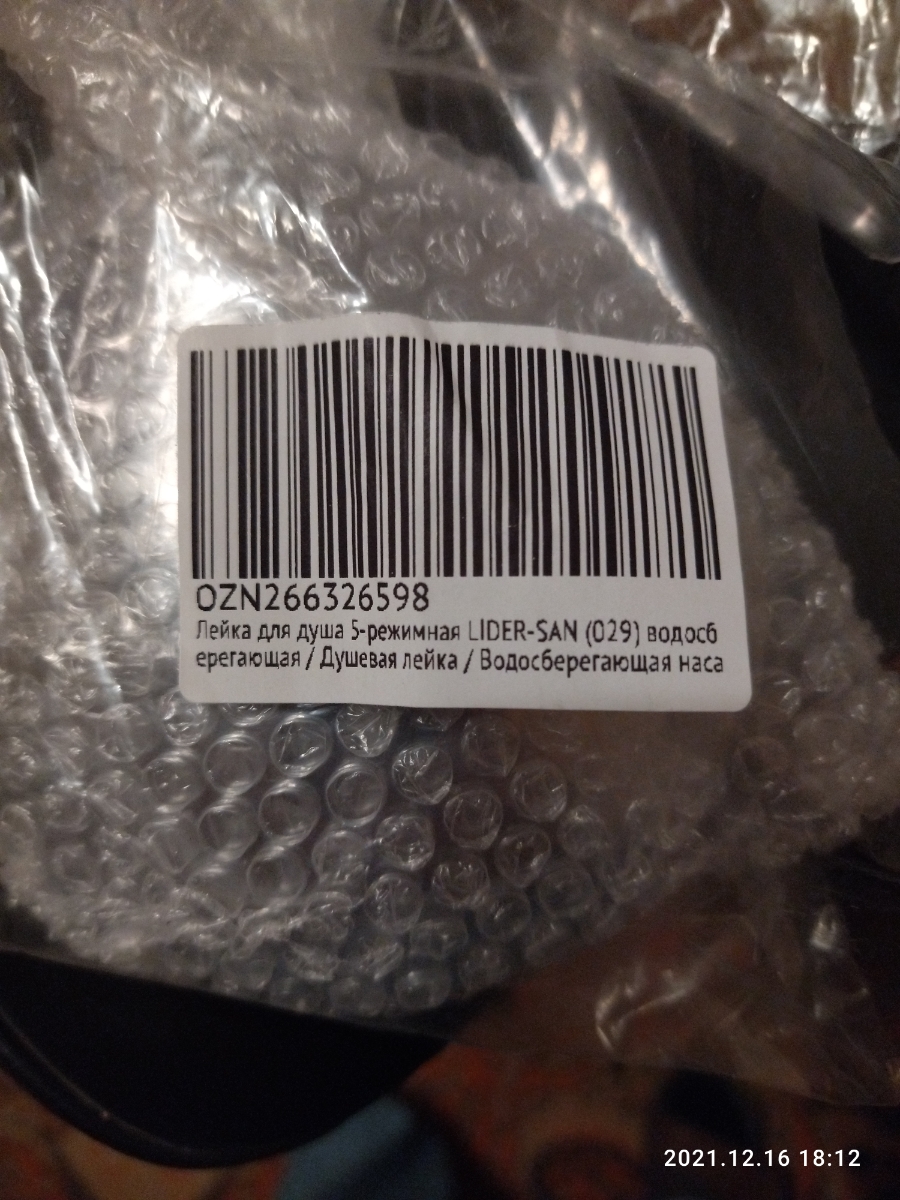 OZN266326598
Лейка для душа 5-режимная LIDER-SAN (029) водосб
ерегающая / Душевая лейка / Водосберегающая наса
2021.12.16 18:12